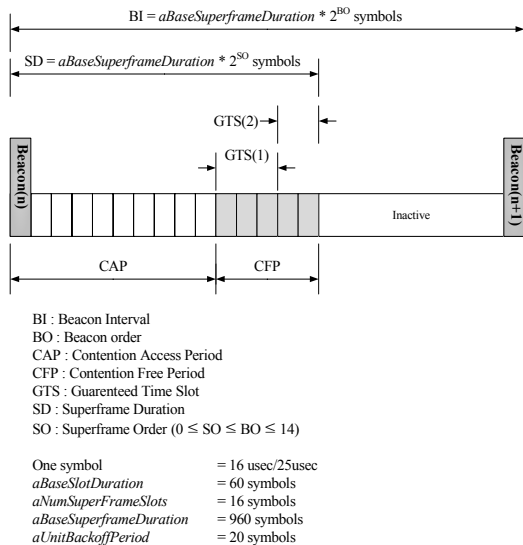 BI = aBaseSuperframeDuration * 2^BO symbols
SD = aBaseSuperframeDuration * 2^SO symbols
GTS(2)
GTS(1)
Beacon(n)
Beacon(n+1)
Inactive
CAP
CFP
BI : Beacon Interval
BO : Beacon order
CAP : Contention Access Period
CFP : Contention Free Period
GTS : Guarenteed Time Slot
SD : Superframe Duration
SO : Superframe Order (0 ≤ SO ≤ BO ≤ 14)
One symbol = 16 usec/25usec
aBaseSlotDuration = 60 symbols
aNumSuperFrameSlots = 16 symbols
aBaseSuperframeDuration = 960 symbols
aUnitBackoffPeriod = 20 symbols